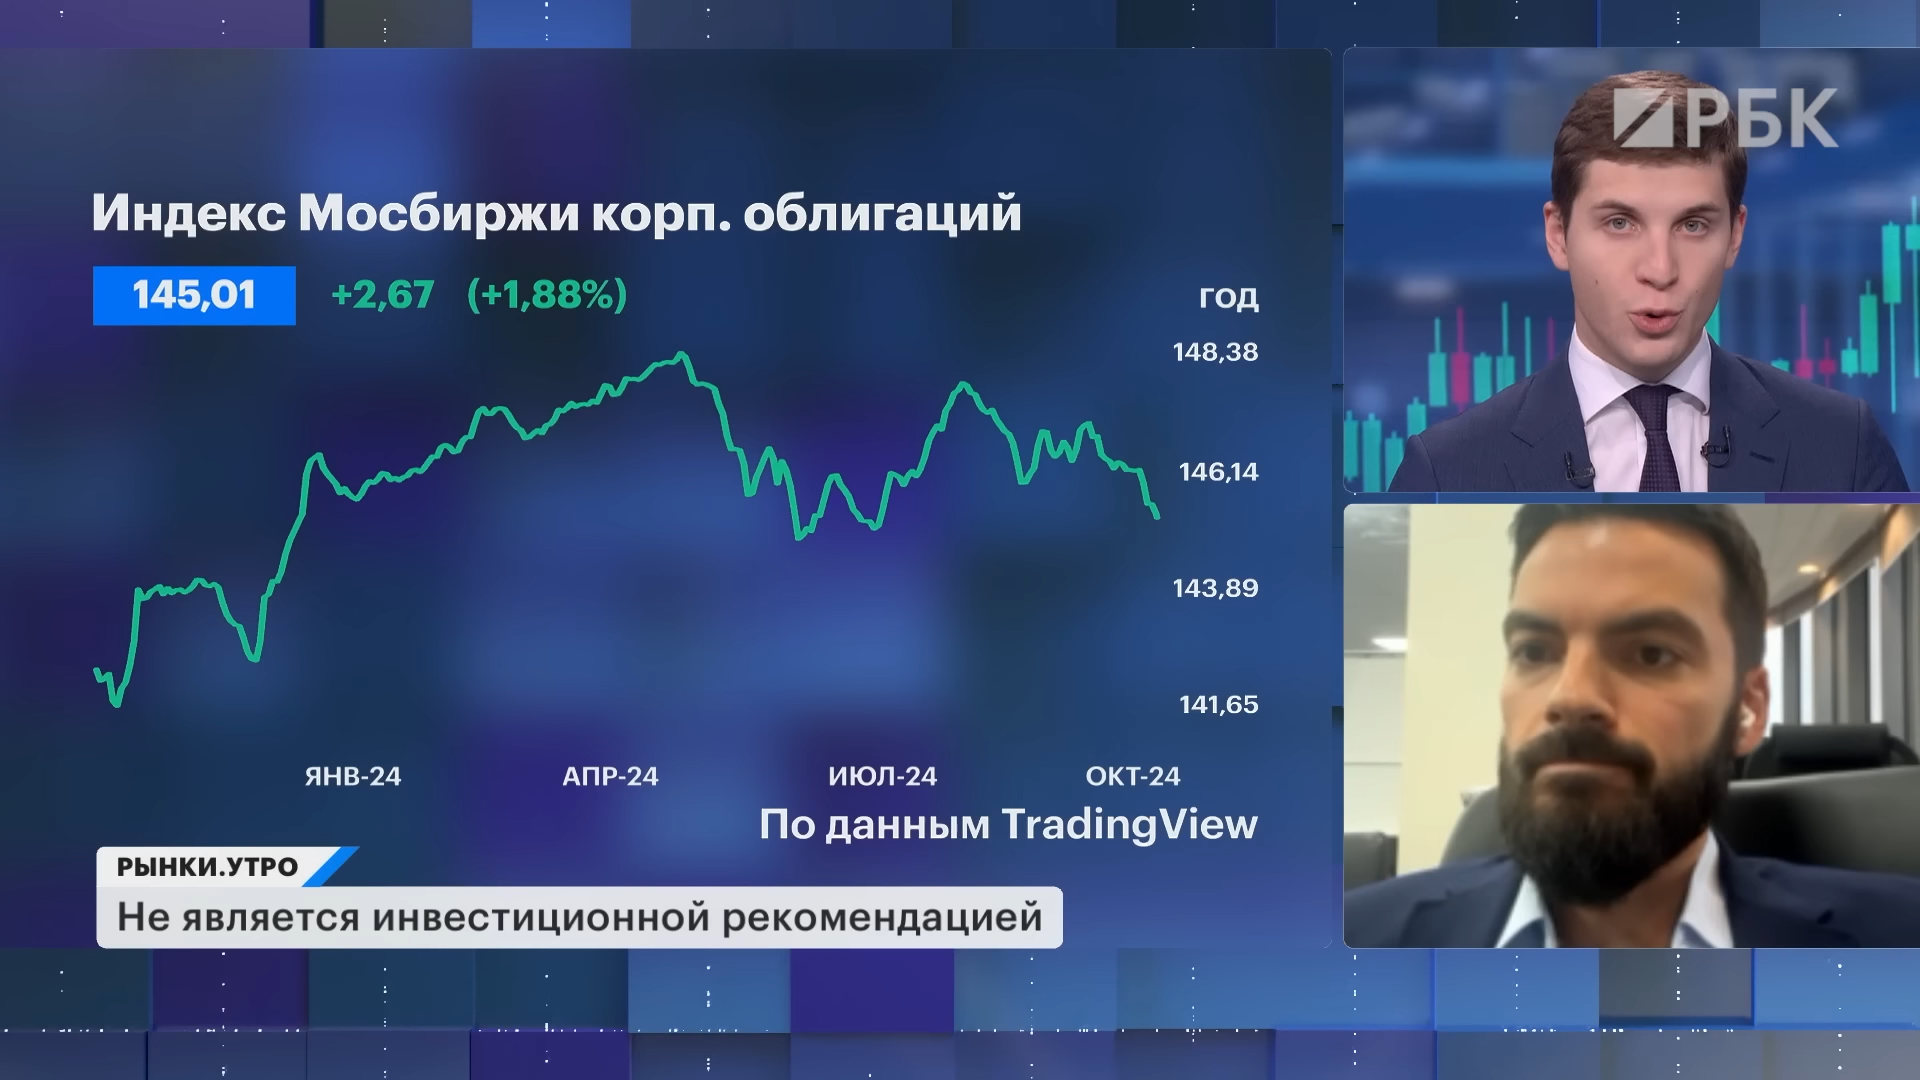 РБК
Индекс Мосбиржи корп. облигаций
145,01 +2,67 (+1,88%)
ГОД
148,38
146,14
143,89
141,65
ЯНВ-24 АПР-24 ИЮЛ-24 ОКТ-24
По данным TradingView
РЫНКИ.УТРО
Не является инвестиционной рекомендацией